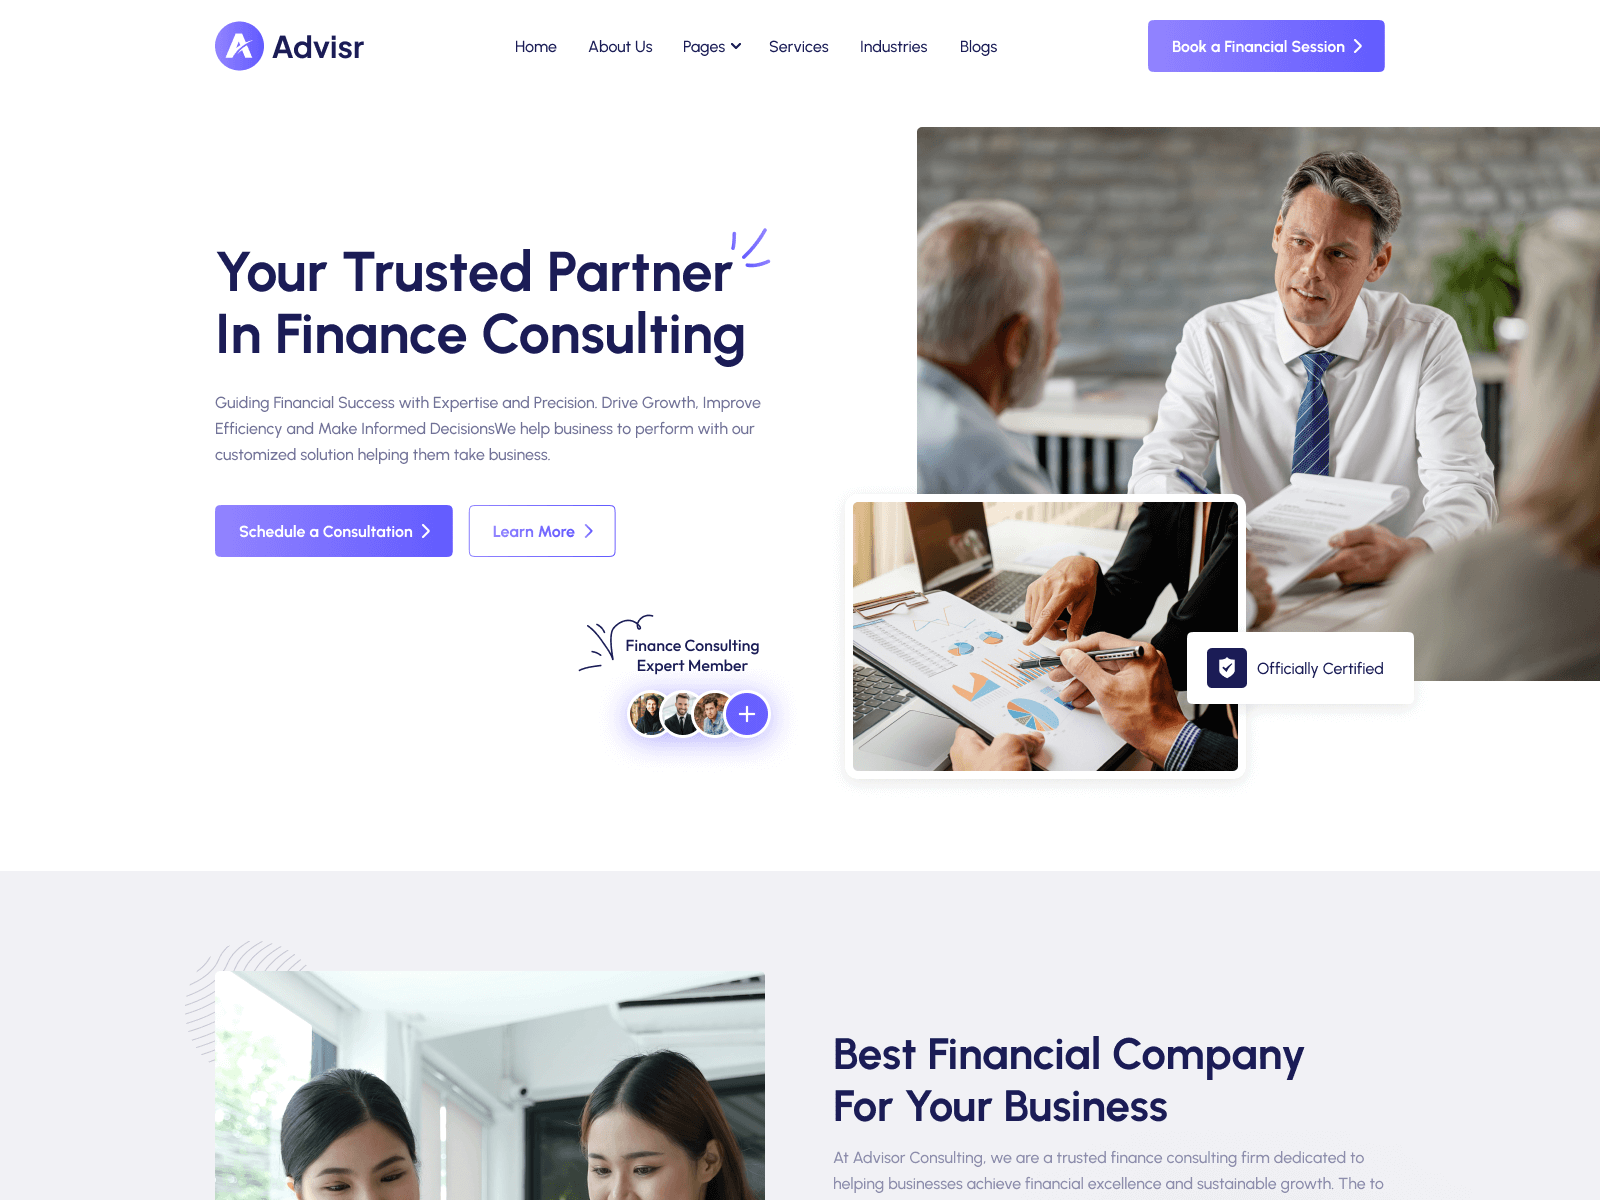 Advisr
Home About Us Pages Services Industries Blogs
Book a Financial Session
Your Trusted Partner
In Finance Consulting
Guiding Financial Success with Expertise and Precision. Drive Growth, Improve
Efficiency and Make Informed DecisionsWe help business to perform with our
customized solution helping them take business.
Schedule a Consultation
Learn More
Finance Consulting
Expert Member
Officially Certified
Best Financial Company
For Your Business
At Advisor Consulting, we are a trusted finance consulting firm dedicated to
helping businesses achieve financial excellence and sustainable growth. The to